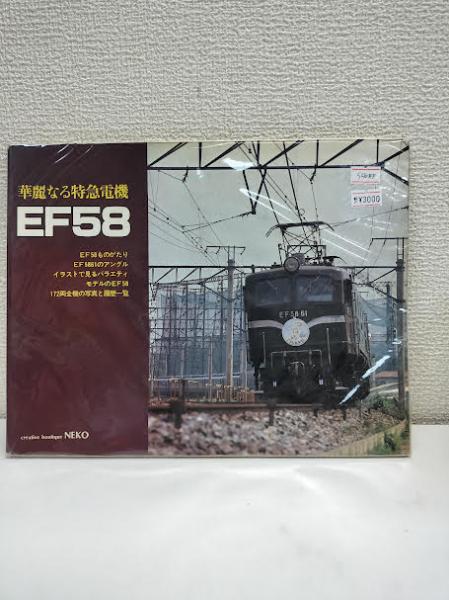 華麗なる特急電機
EF58
EF58ものがたり
EF5861のアングル
イラストで見るバラエティ
モデルのEF58
172両全機の写真と履歴一覧
creative boutique NEKO
¥3000
EF58 61